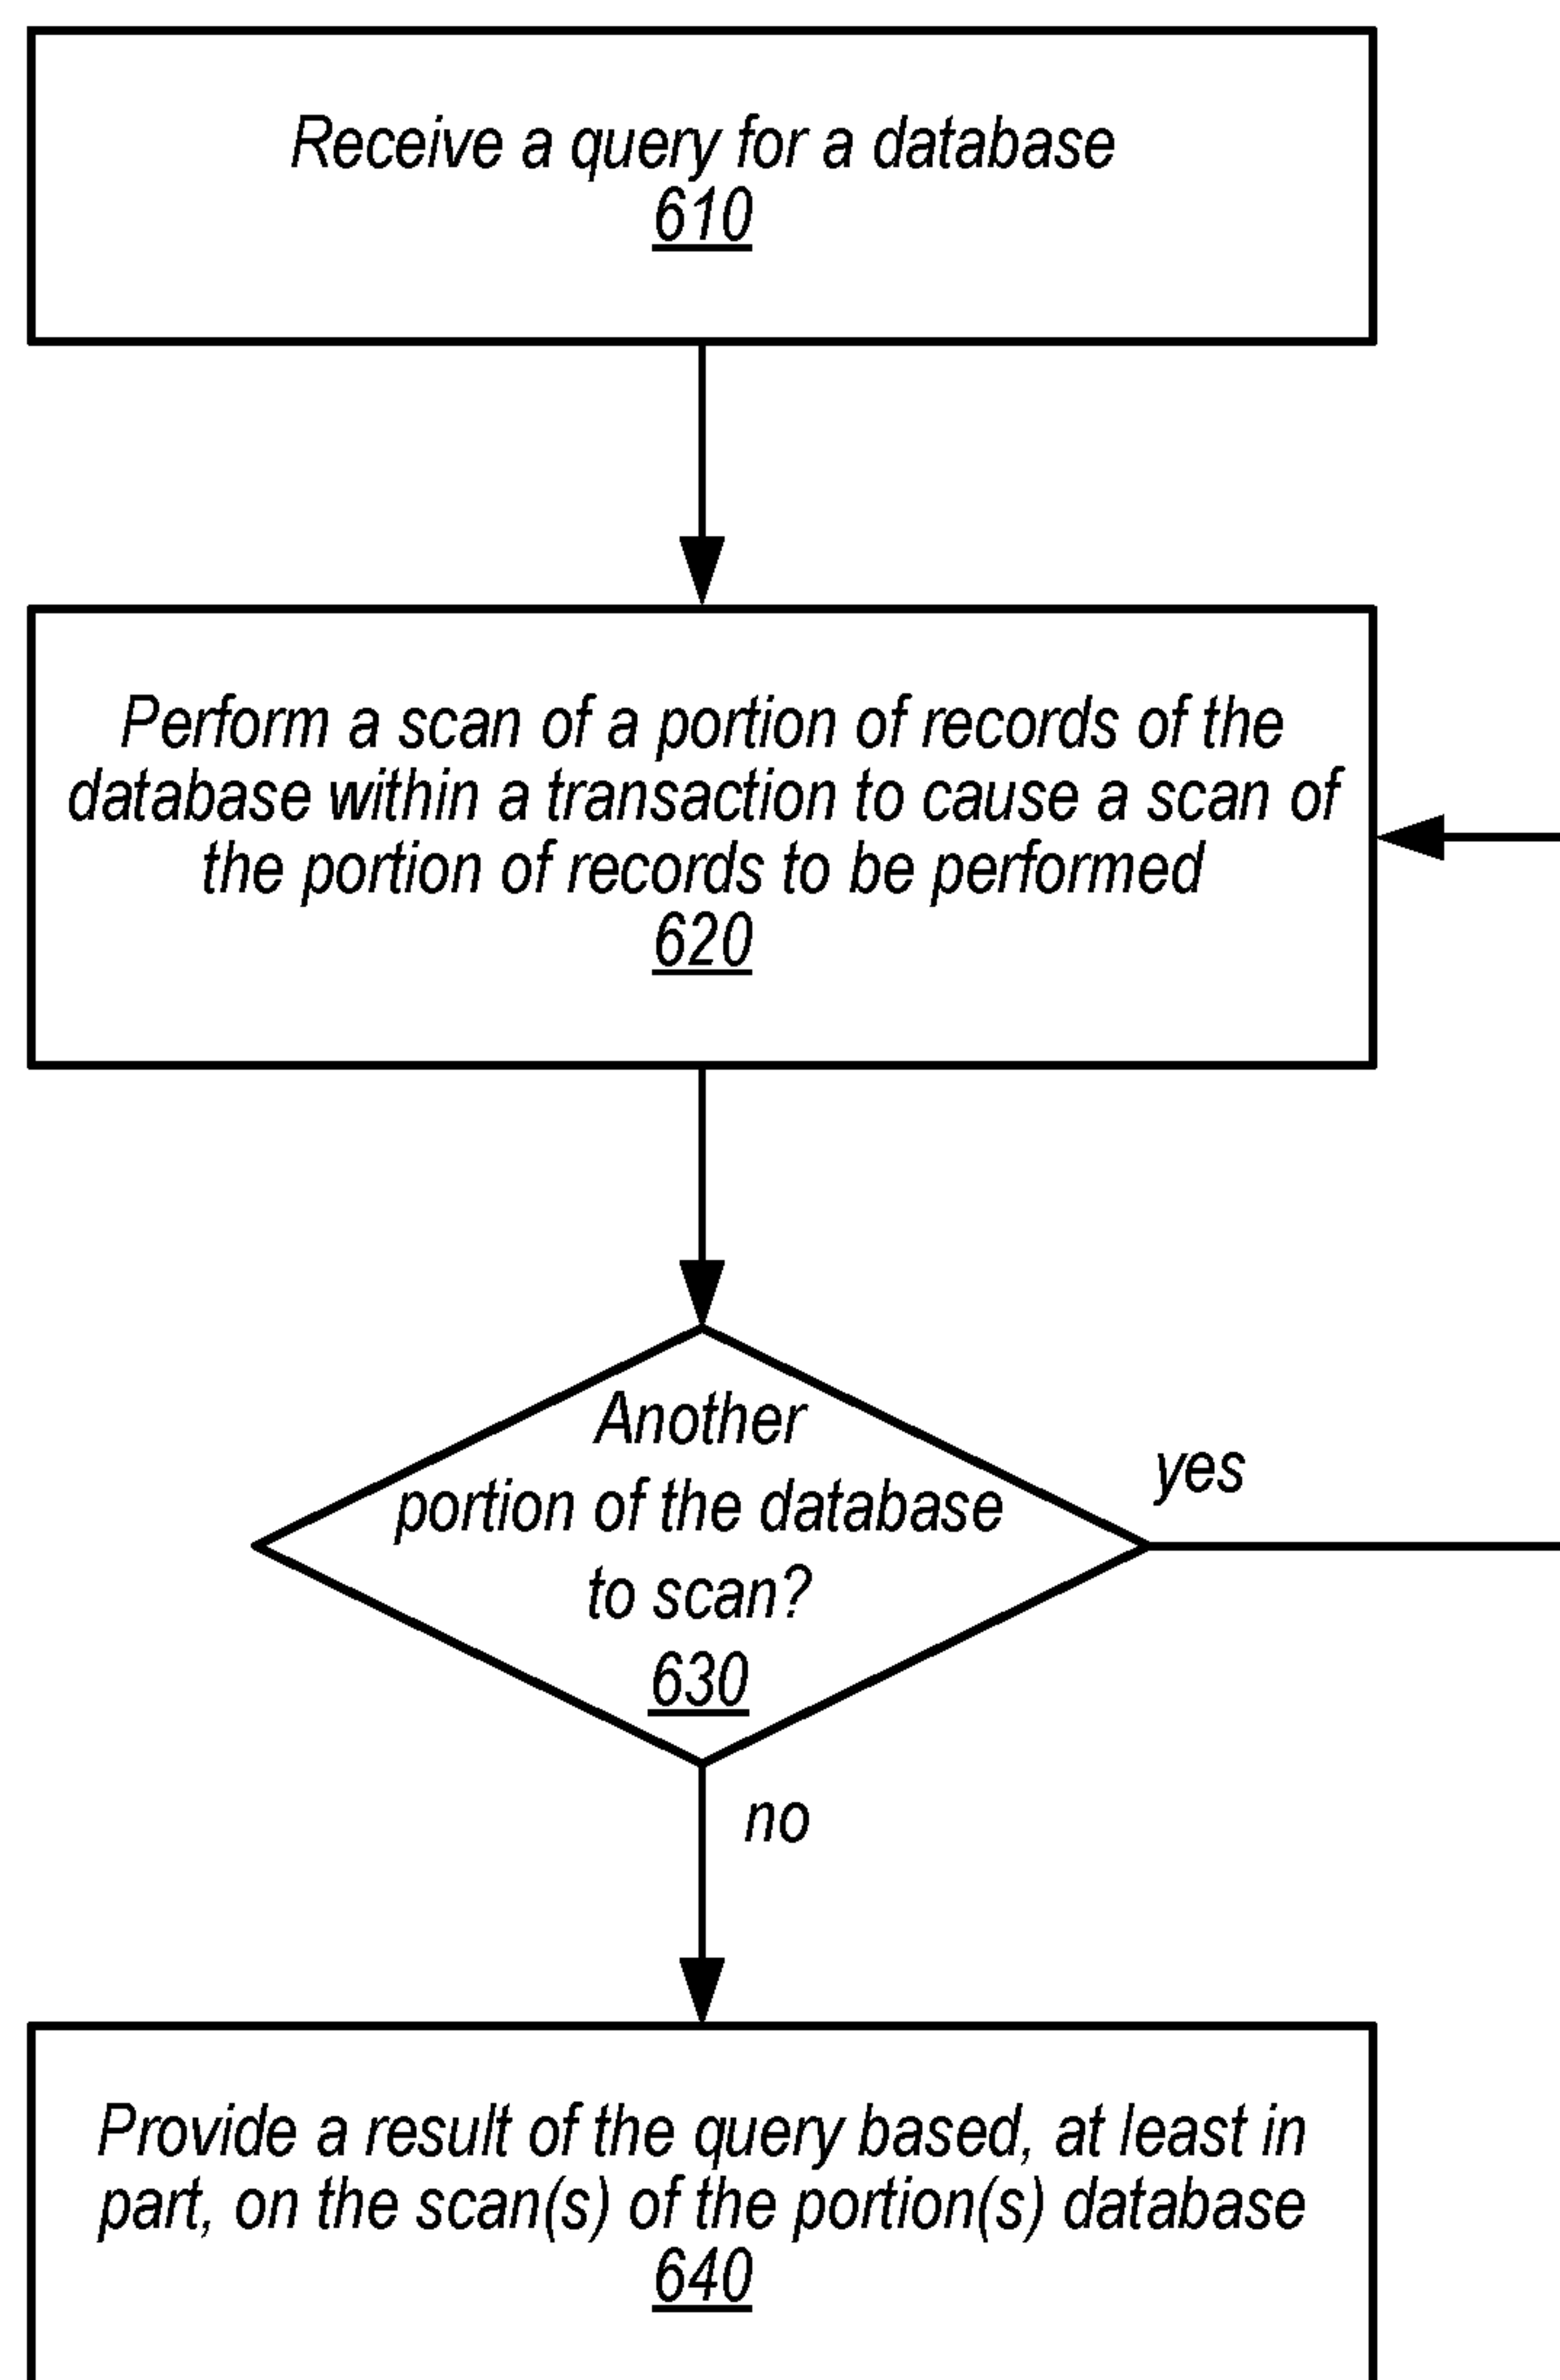 Receive a query for a database
610
Perform a scan of a portion of records of the
database within a transaction to cause a scan of
the portion of records to be performed
620
Another
portion of the database
to scan?
630
yes
no
Provide a result of the query based, at least in
part, on the scan(s) of the portion(s) database
640